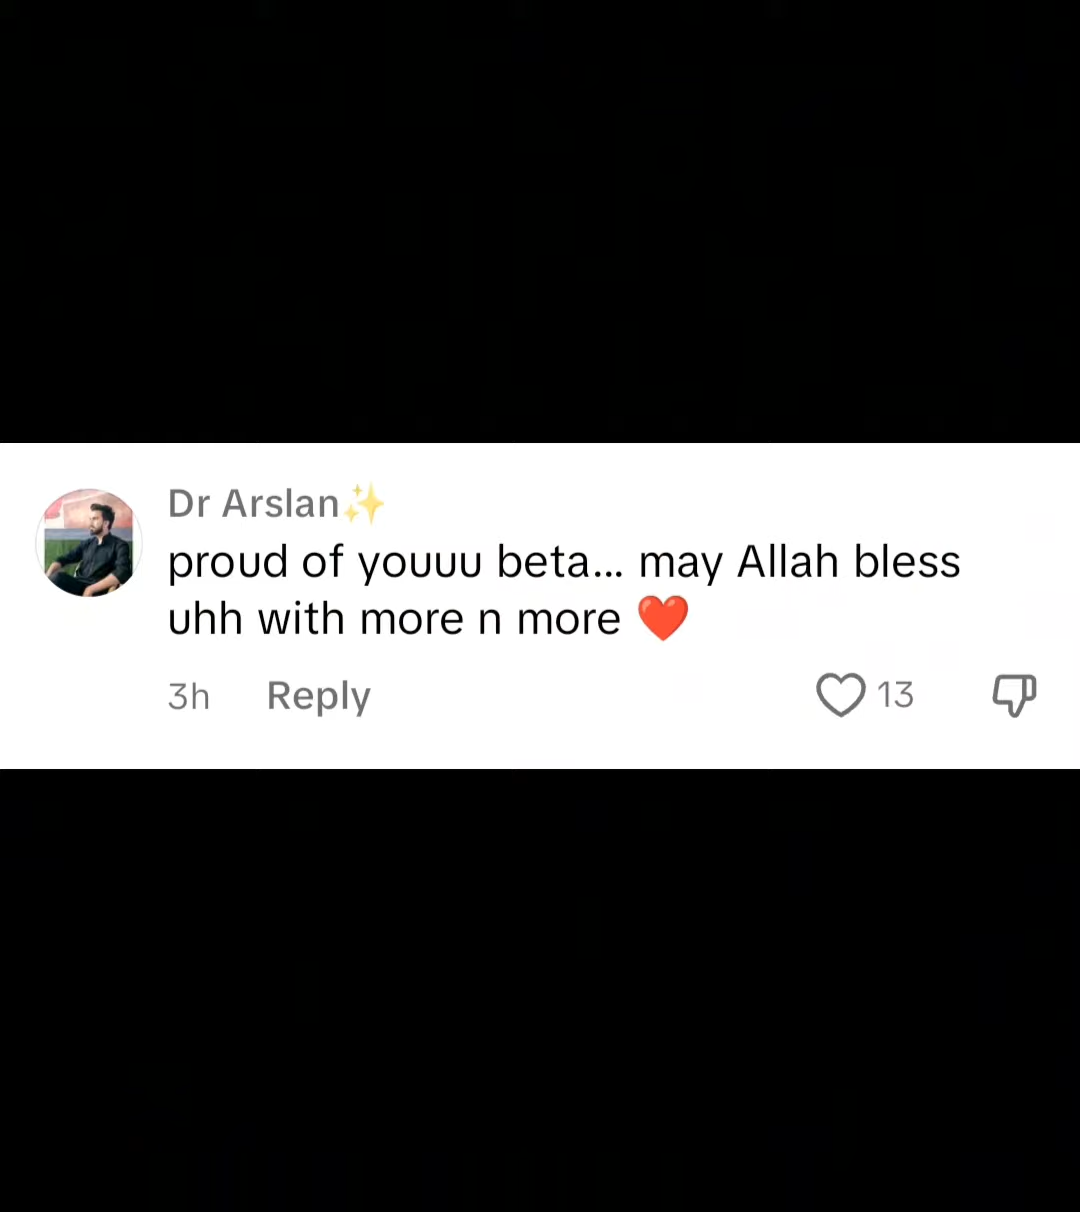 Dr Arslan✨
proud of youuu beta... may Allah bless
uhh with more n more ❤️
3h Reply 13